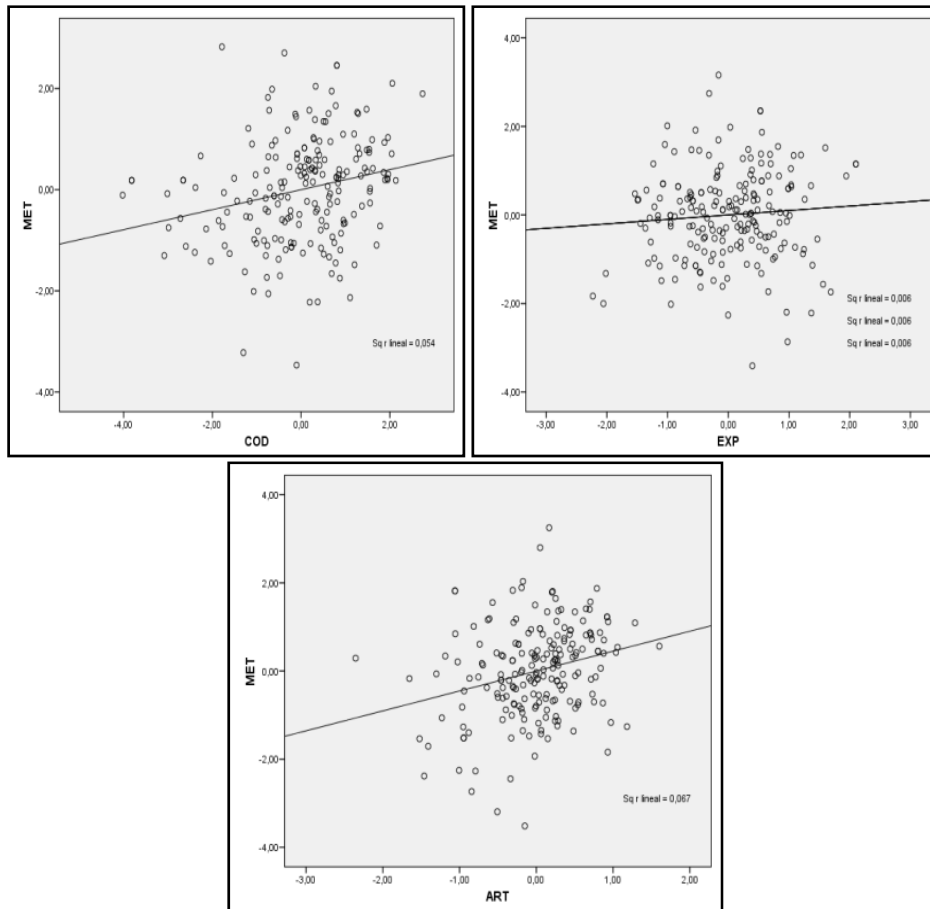 MET
2,00
0,00
-2,00
-4,00
Sq r lineal = 0,054
-4,00 -2,00 0,00 2,00
COD
MET
4,00
2,00
0,00
-2,00
-4,00
Sq r lineal = 0,006
Sq r lineal = 0,006
Sq r lineal = 0,006
-3,00 -2,00 -1,00 0,00 1,00 2,00 3,00
EXP
MET
4,00
2,00
0,00
-2,00
-4,00
Sq r lineal = 0,067
-3,00 -2,00 -1,00 0,00 1,00 2,00
ART